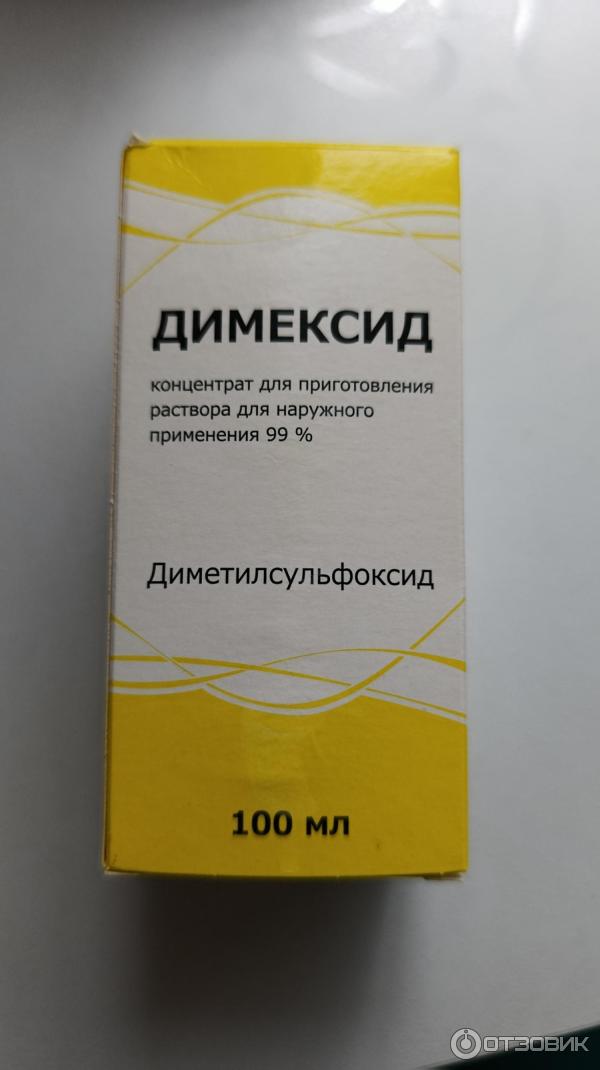 ДИМЕКСИД
концентрат для приготовления
раствора для наружного
применения 99 %
Диметилсульфоксид
100 мл
ОТЗОВИК